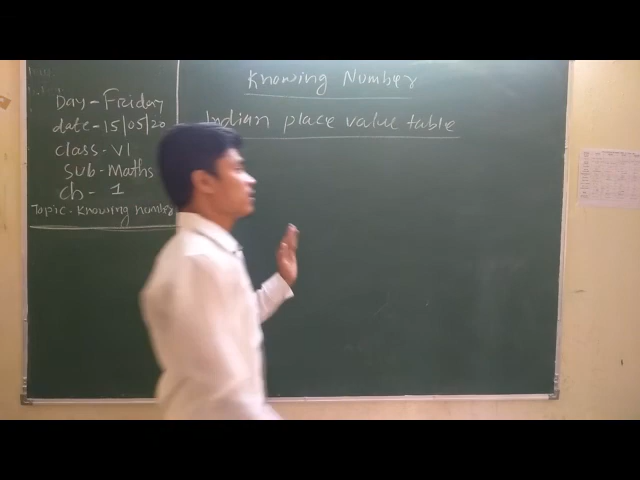 Day - Friday
date - 15/05/20
class - VI
Sub - Maths
ch - 1
Topic - Knowing number
Knowing Number
Indian place value table